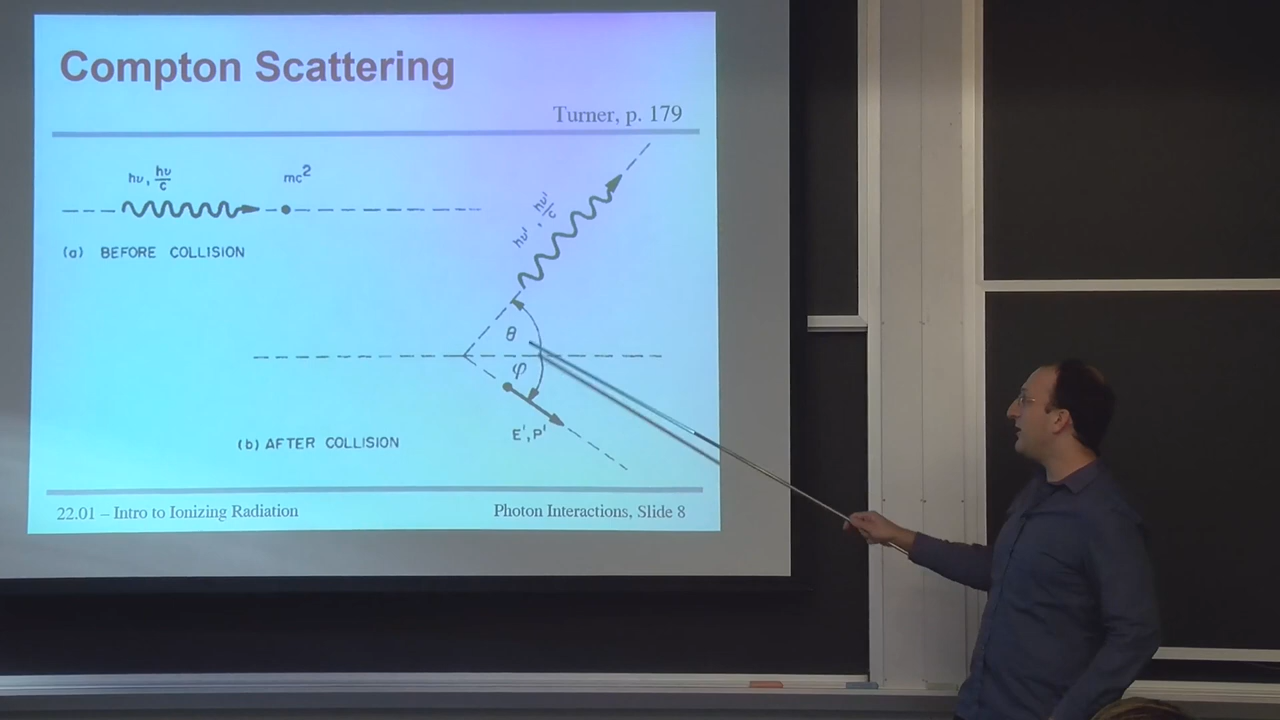 Compton Scattering
Turner, p. 179
hν, hν/c
mc²
(a) BEFORE COLLISION
hν', hν'/c
θ
φ
E', P'
(b) AFTER COLLISION
22.01 – Intro to Ionizing Radiation
Photon Interactions, Slide 8